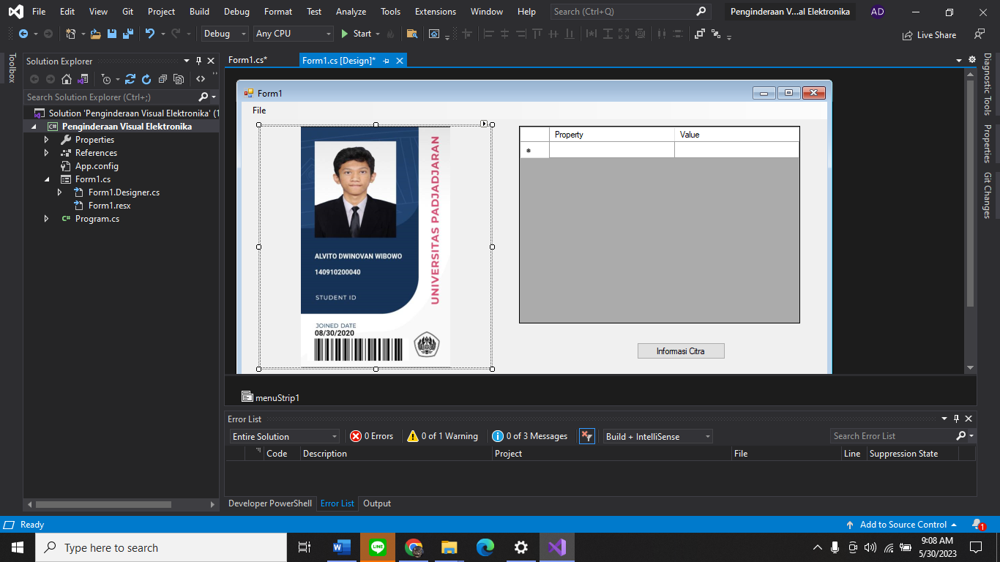 File Edit View Git Project Build Debug Format Test Analyze Tools Extensions Window Help Search (Ctrl+Q) Penginderaan V...al Elektronika AD
Debug Any CPU Start Live Share
Toolbox
Solution Explorer
Search Solution Explorer (Ctrl+;)
Solution 'Penginderaan Visual Elektronika' (1
C# Penginderaan Visual Elektronika
Properties
References
App.config
Form1.cs
Form1.Designer.cs
Form1.resx
C# Program.cs
Form1.cs* Form1.cs [Design]*
Form1
File
UNIVERSITAS PADJADJARAN
ALVITO DWINOVAN WIBOWO
140910200040
STUDENT ID
JOINED DATE
08/30/2020
Property Value
Informasi Citra
menuStrip1
Diagnostic Tools
Properties
Git Changes
Error List
Entire Solution 0 Errors 0 of 1 Warning 0 of 3 Messages Build + IntelliSense Search Error List
Code Description Project File Line Suppression State
Developer PowerShell Error List Output
Ready Add to Source Control 1
Type here to search W LINE 9:08 AM
5/30/2023